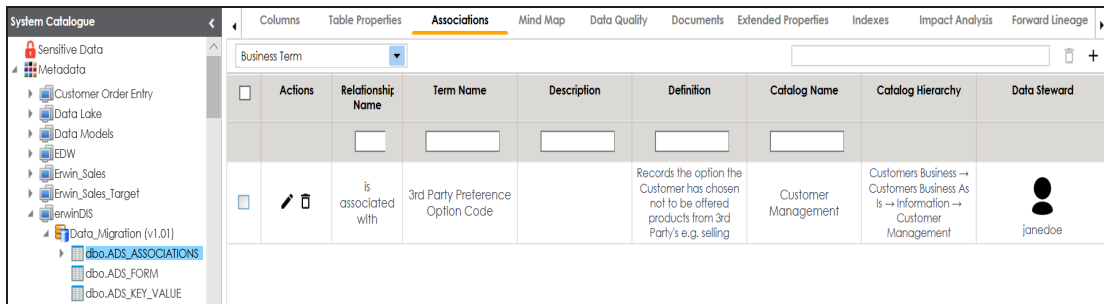 System Catalogue
Sensitive Data
Metadata
Customer Order Entry
Data Lake
Data Models
EDW
Erwin_Sales
Erwin_Sales_Target
erwinDIS
Data_Migration (v1.01)
dbo.ADS_ASSOCIATIONS
dbo.ADS_FORM
dbo.ADS_KEY_VALUE
Columns Table Properties Associations Mind Map Data Quality Documents Extended Properties Indexes Impact Analysis Forward Lineage
Business Term
Actions Relationship Name Term Name Description Definition Catalog Name Catalog Hierarchy Data Steward
is
associated
with
3rd Party Preference
Option Code
Records the option the
Customer has chosen
not to be offered
products from 3rd
Party's e.g. selling
Customer
Management
Customers Business →
Customers Business As
Is → Information →
Customer
Management
janedoe